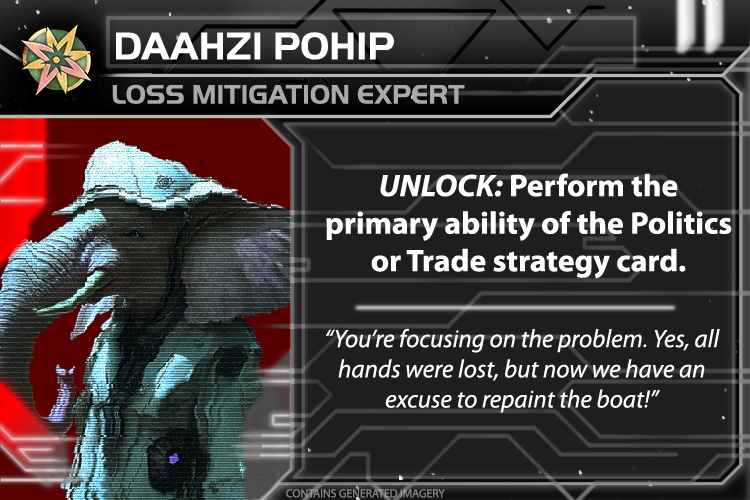 DAAHZI POHIP
LOSS MITIGATION EXPERT
UNLOCK: Perform the
primary ability of the Politics
or Trade strategy card.
“You’re focusing on the problem. Yes, all
hands were lost, but now we have an
excuse to repaint the boat!”
CONTAINS GENERATED IMAGERY